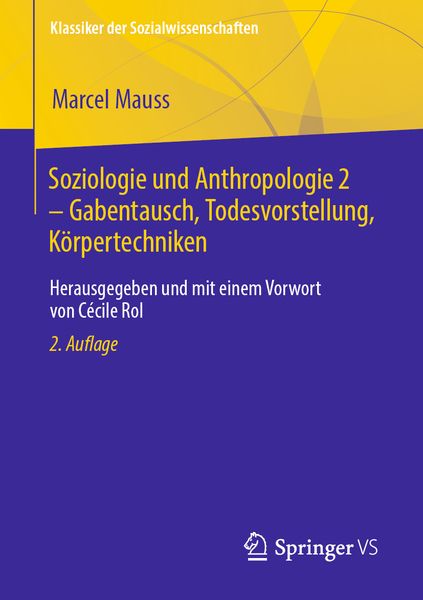 Klassiker der Sozialwissenschaften
Marcel Mauss
Soziologie und Anthropologie 2
– Gabentausch, Todesvorstellung,
Körpertechniken
Herausgegeben und mit einem Vorwort
von Cécile Rol
2. Auflage
Springer VS